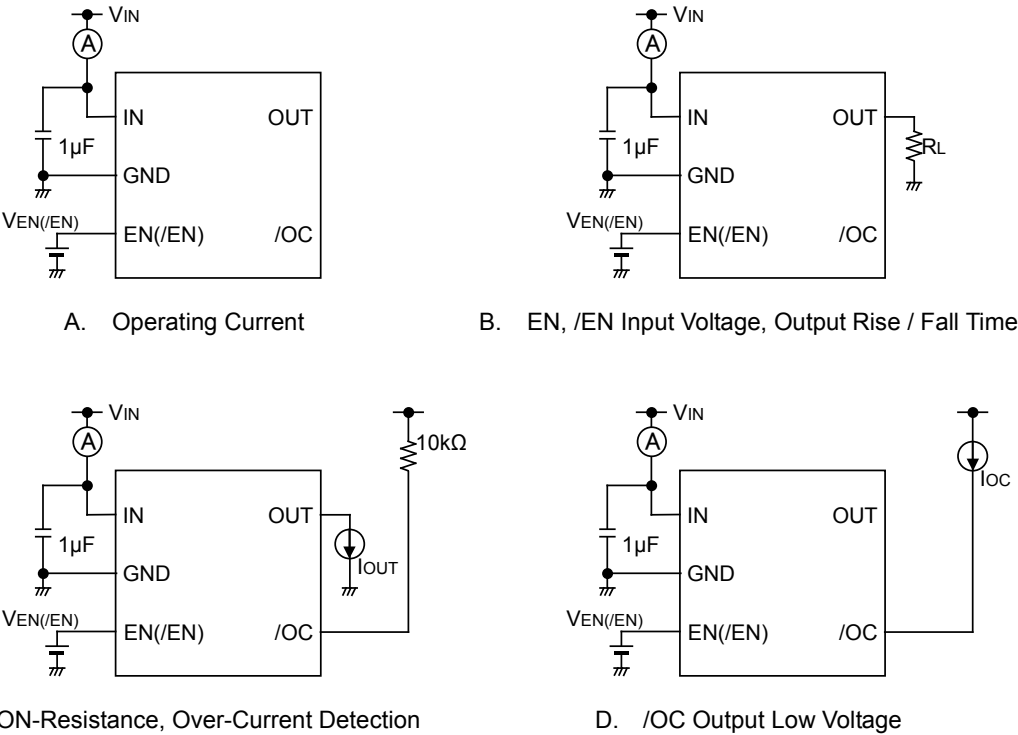 VIN
A
IN OUT
1µF
GND
VEN(/EN)
EN(/EN) /OC
A. Operating Current
VIN
A
IN OUT
RL
1µF
GND
VEN(/EN)
EN(/EN) /OC
B. EN, /EN Input Voltage, Output Rise / Fall Time
VIN
A
10kΩ
IN OUT
1µF
IOUT
GND
VEN(/EN)
EN(/EN) /OC
ON-Resistance, Over-Current Detection
VIN
A
IOC
IN OUT
1µF
GND
VEN(/EN)
EN(/EN) /OC
D. /OC Output Low Voltage